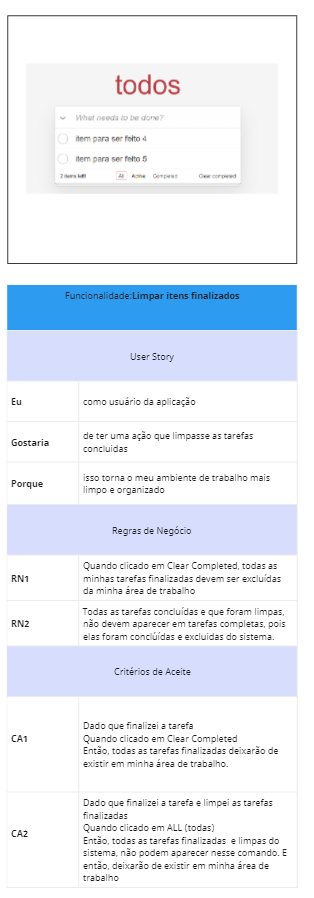 todos
What needs to be done?
item para ser feito 4
item para ser feito 5
2 items left All Active Completed Clear completed
Funcionalidade:Limpar itens finalizados
User Story
Eu como usuário da aplicação
Gostaria de ter uma ação que limpasse as tarefas
concluidas
Porque isso torna o meu ambiente de trabalho mais
limpo e organizado
Regras de Negócio
RN1 Quando clicado em Clear Completed, todas as
minhas tarefas finalizadas devem ser excluídas
da minha área de trabalho
RN2 Todas as tarefas concluídas e que foram limpas,
não devem aparecer em tarefas completas, pois
elas foram conclúídas e excluidas do sistema.
Critérios de Aceite
CA1 Dado que finalizei a tarefa
Quando clicado em Clear Completed
Então, todas as tarefas finalizadas deixarão de
existir em minha área de trabalho.
CA2 Dado que finalizei a tarefa e limpei as tarefas
finalizadas
Quando clicado em ALL (todas)
Então, todas as tarefas finalizadas e limpas do
sistema, não podem aparecer nesse comando. E
então, deixarão de existir em minha área de
trabalho